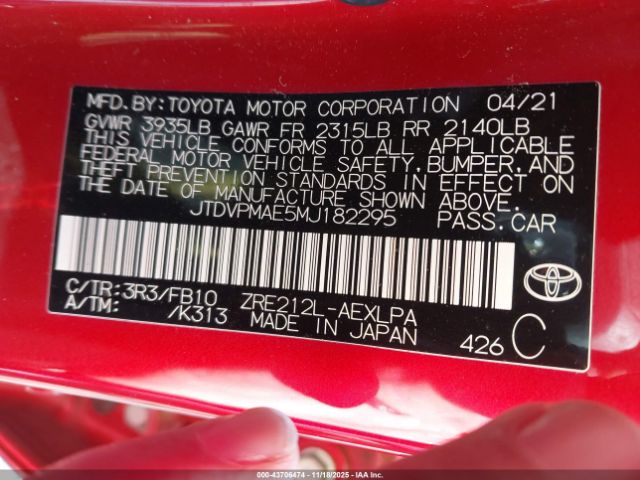 MFD.BY:TOYOTA MOTOR CORPORATION 04/21
GVWR 3935LB GAWR FR 2315LB RR 2140LB
THIS VEHICLE CONFORMS TO ALL APPLICABLE
FEDERAL MOTOR VEHICLE SAFETY,BUMPER,AND
THEFT PREVENTION STANDARDS IN EFFECT ON
THE DATE OF MANUFACTURE SHOWN ABOVE.
JTDVPMAE5MJ182295 PASS.CAR
C/TR:3R3/FB10 ZRE212L-AEXLPA
A/TM: /K313 MADE IN JAPAN 426 C
TOYOTA
000-43706474 | 11/18/2025 | IAA